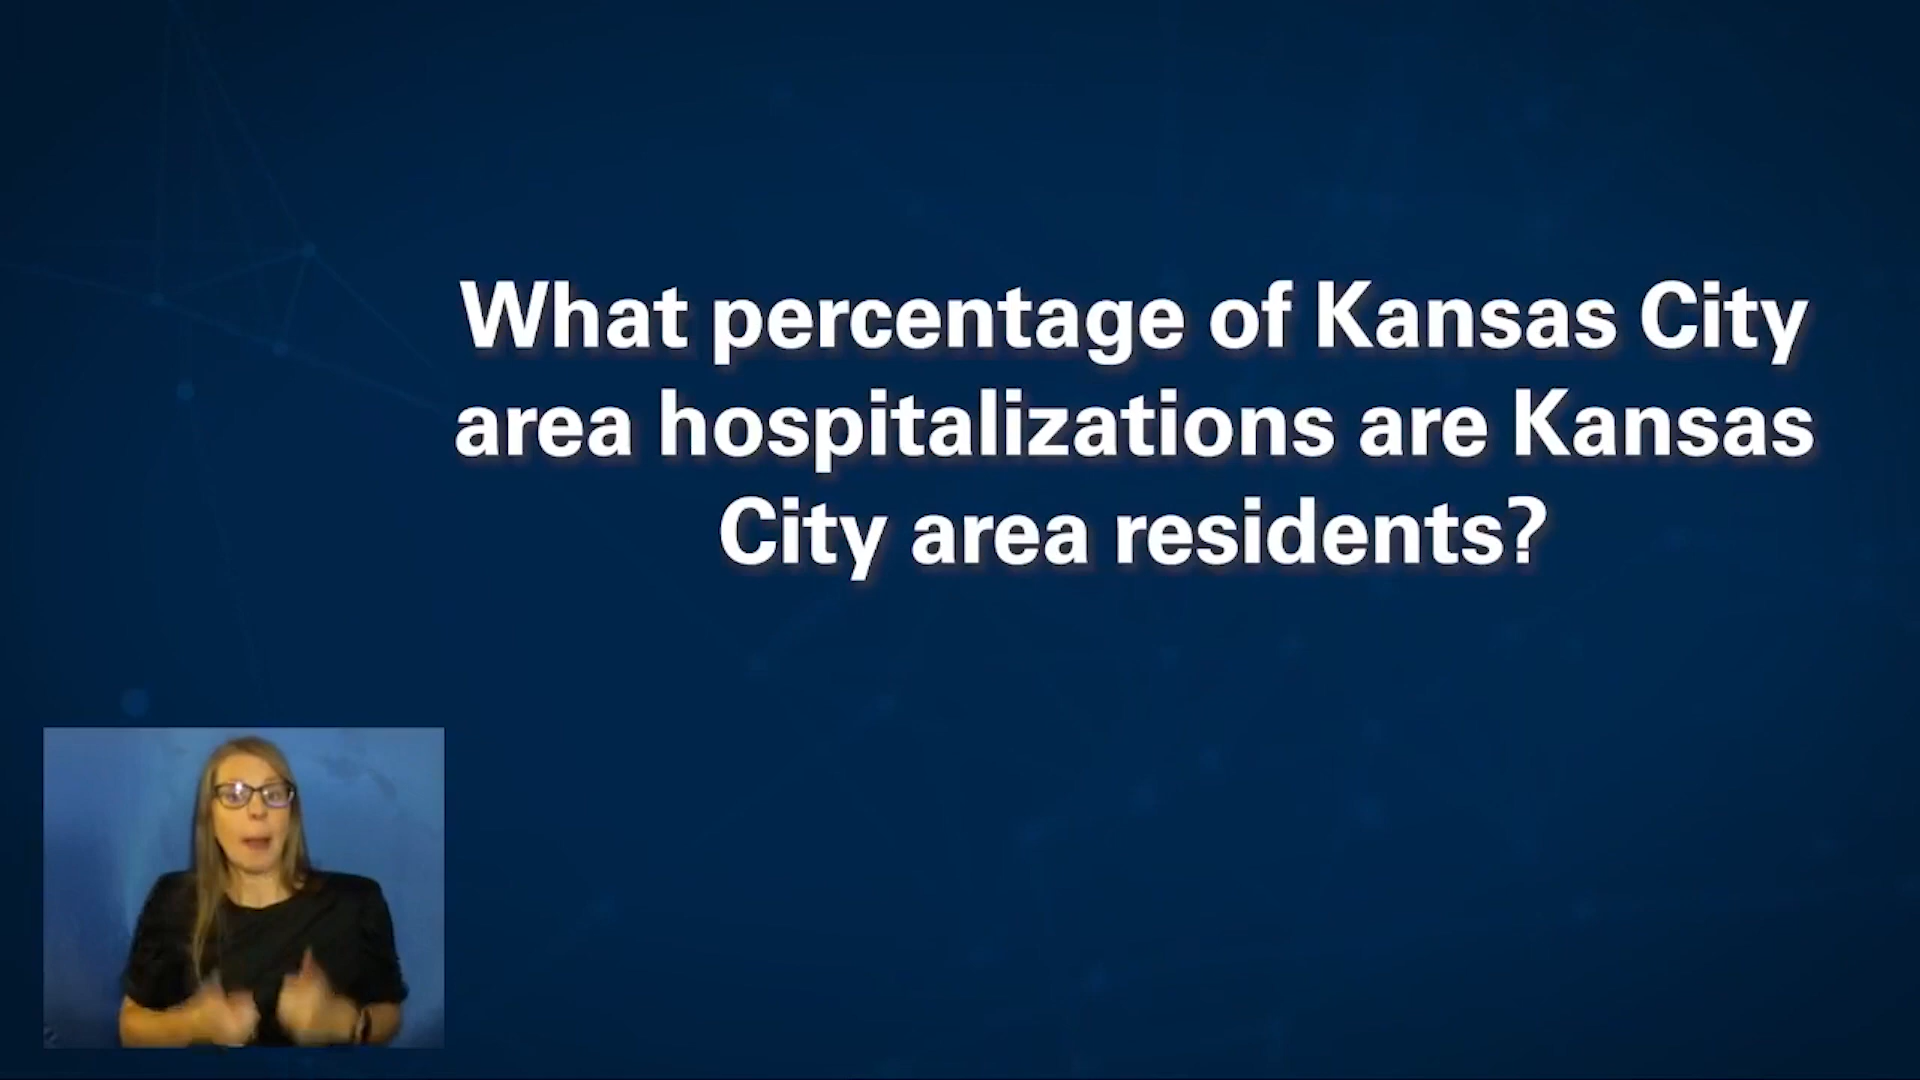 What percentage of Kansas City
area hospitalizations are Kansas
City area residents?